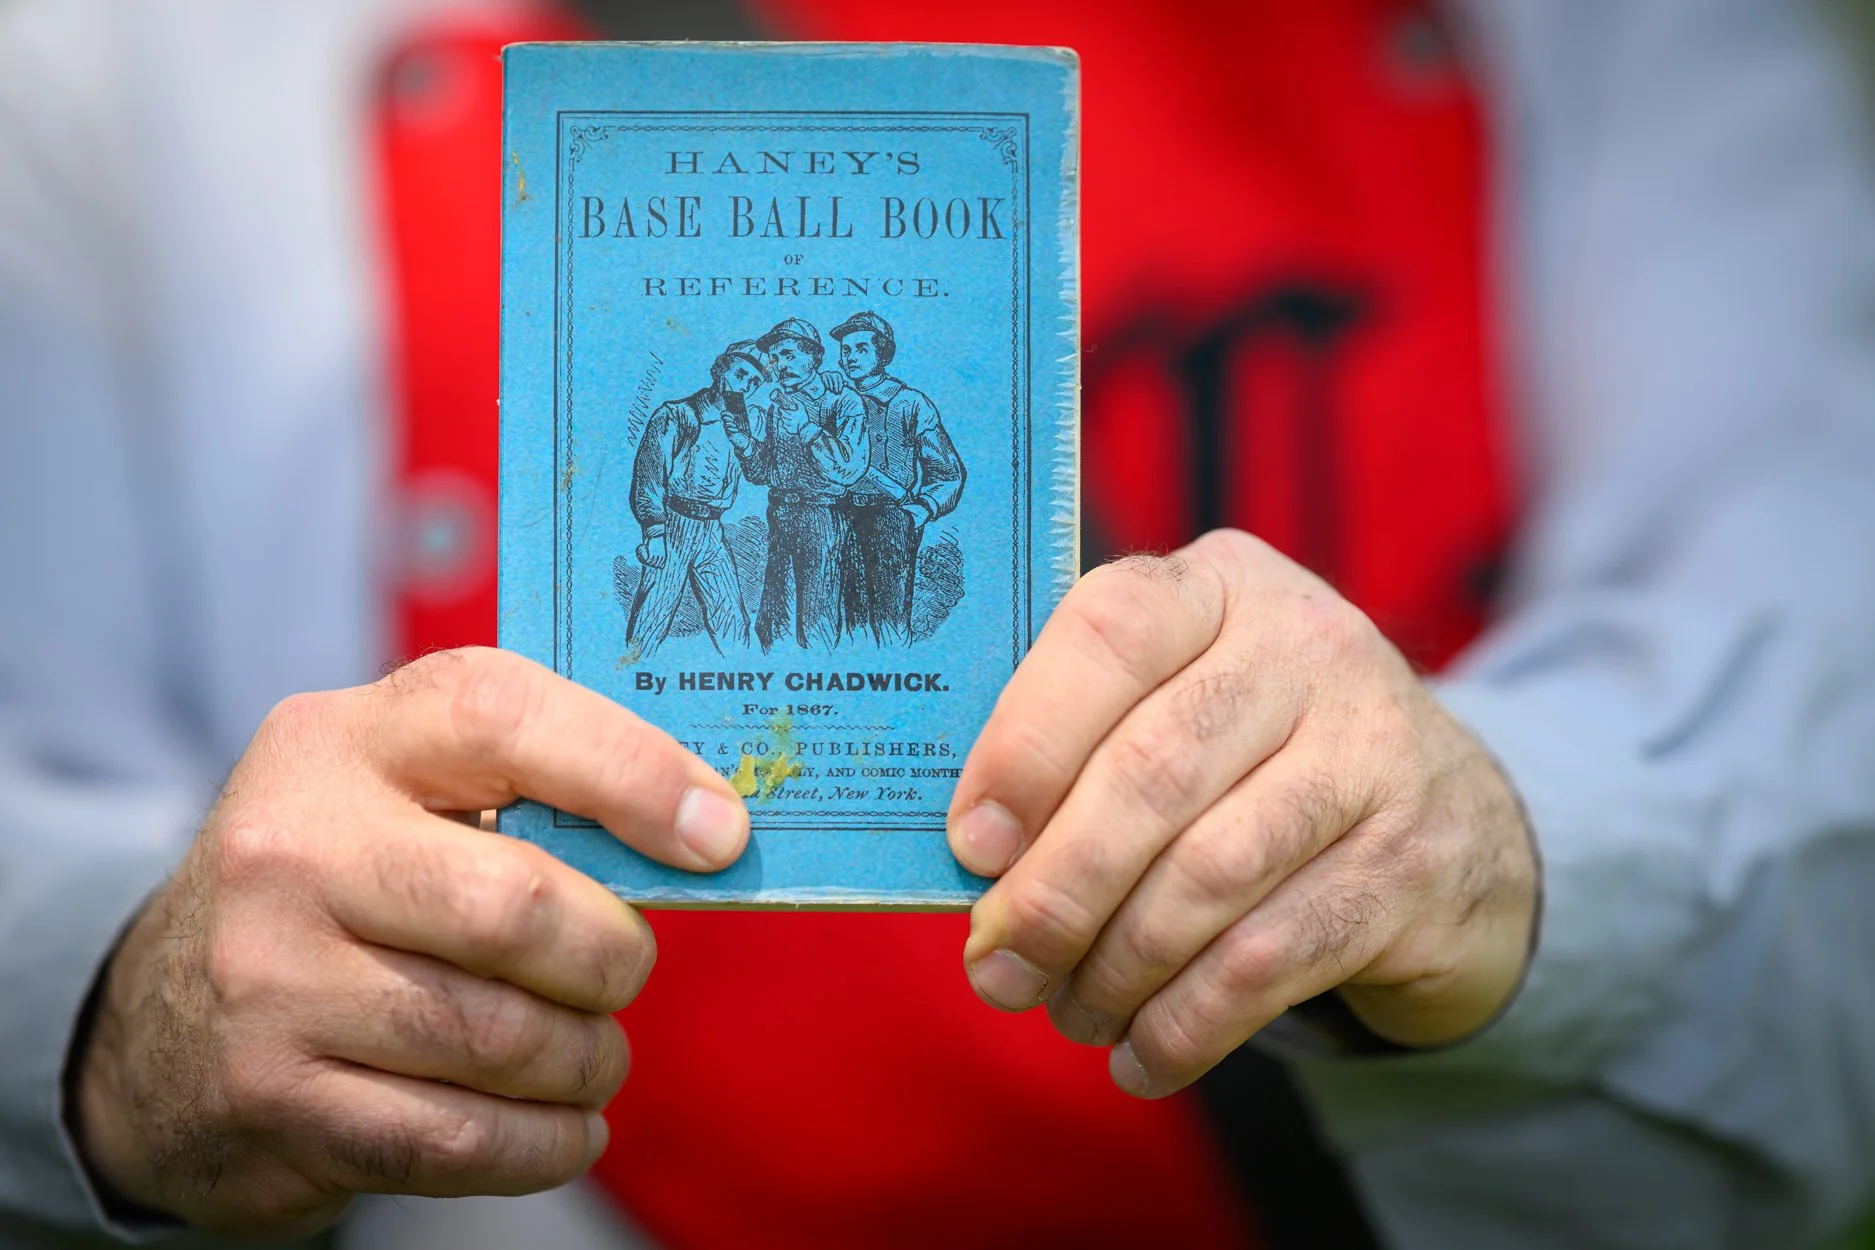 HANEY'S
BASE BALL BOOK
OF
REFERENCE.
By HENRY CHADWICK.
For 1867.
EY & CO., PUBLISHERS,
AND COMIC MONTH
Street, New York.